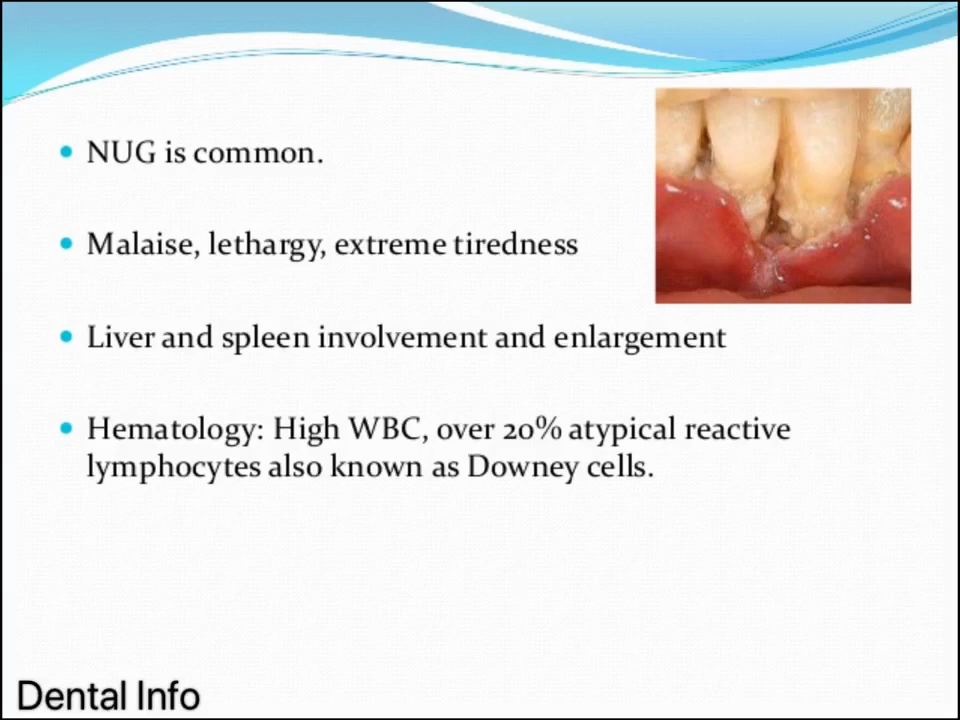 • NUG is common.
• Malaise, lethargy, extreme tiredness
• Liver and spleen involvement and enlargement
• Hematology: High WBC, over 20% atypical reactive
lymphocytes also known as Downey cells.
Dental Info